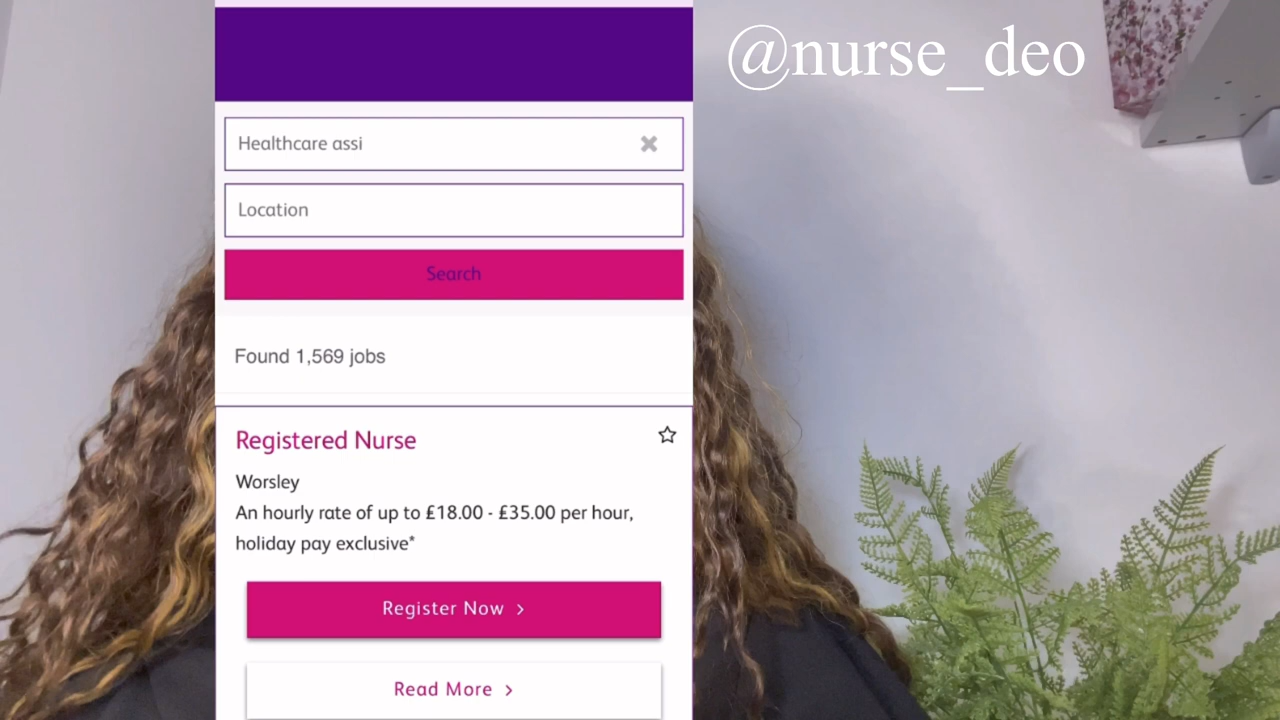 @nurse_deo
Healthcare assi
Location
Search
Found 1,569 jobs
Registered Nurse
Worsley
An hourly rate of up to £18.00 - £35.00 per hour,
holiday pay exclusive*
Register Now
Read More